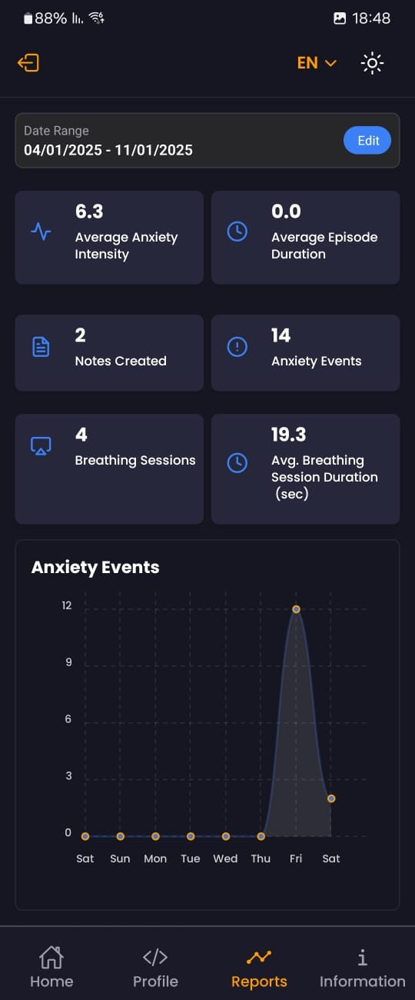 88% 18:48
EN
Date Range
04/01/2025 - 11/01/2025
Edit
6.3
Average Anxiety
Intensity
0.0
Average Episode
Duration
2
Notes Created
14
Anxiety Events
4
Breathing Sessions
19.3
Avg. Breathing
Session Duration
(sec)
Anxiety Events
12
9
6
3
0
Sat Sun Mon Tue Wed Thu Fri Sat
Home Profile Reports Information